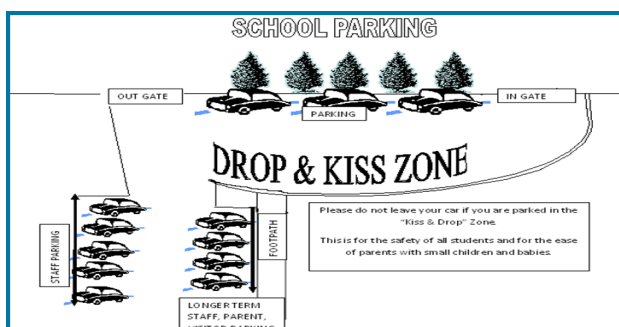 SCHOOL PARKING
OUT GATE
IN GATE
PARKING
DROP & KISS ZONE
Please do not leave your car if you are parked in the
"Kiss & Drop" Zone.
This is for the safety of all students and for the ease
of parents with small children and babies.
STAFF PARKING
FOOTPATH
LONGER TERM
STAFF, PARENT,
VISITOR PARKING